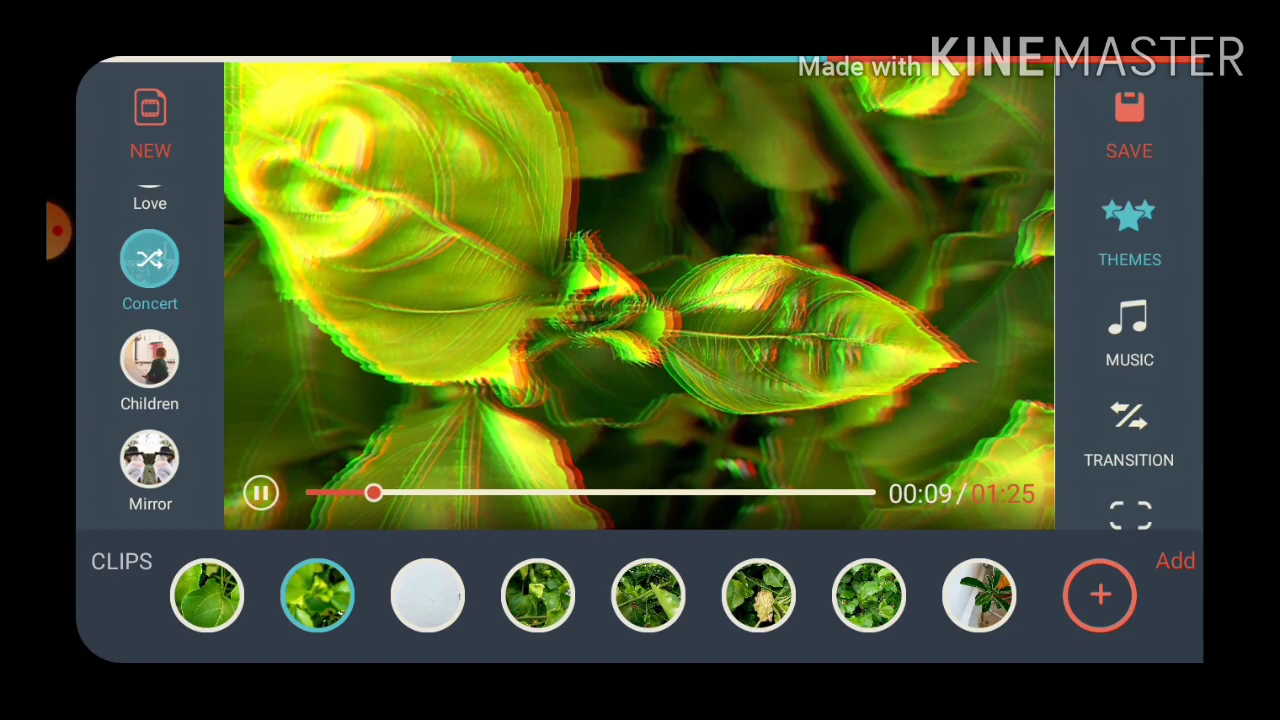 Made with KINEMASTER
NEW
Love
Concert
Children
Mirror
SAVE
THEMES
MUSIC
TRANSITION
00:09/01:25
CLIPS
Add